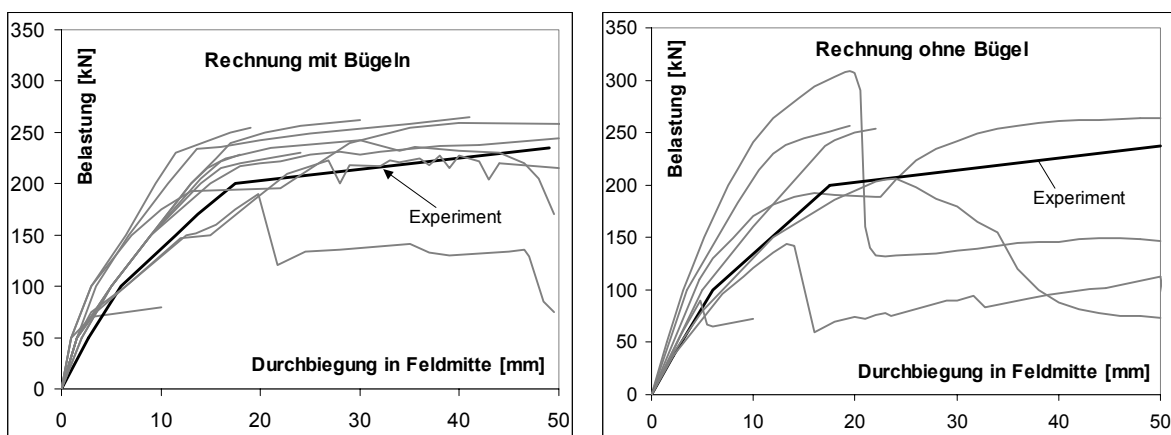 Rechnung mit Bügeln
Belastung [kN]
350
300
250
200
150
100
50
0
Experiment
Durchbiegung in Feldmitte [mm]
0 10 20 30 40 50
Rechnung ohne Bügel
Belastung [kN]
350
300
250
200
150
100
50
0
Experiment
Durchbiegung in Feldmitte [mm]
0 10 20 30 40 50